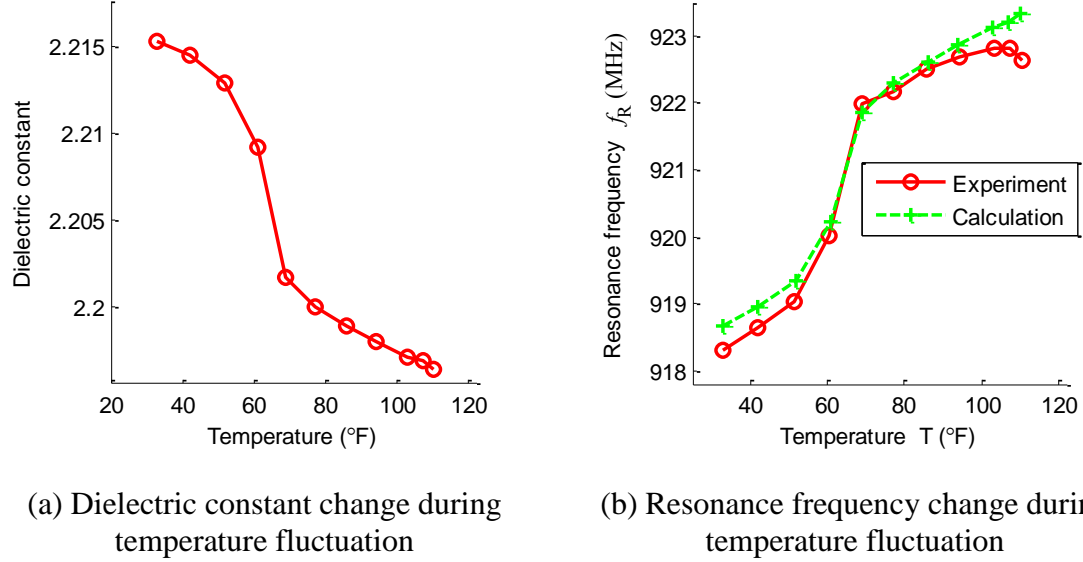 2.215
2.21
2.205
2.2
Dielectric constant
20 40 60 80 100 120
Temperature (°F)
(a) Dielectric constant change during
temperature fluctuation
923
922
921
920
919
918
Resonance frequency fR (MHz)
Experiment
Calculation
40 60 80 100 120
Temperature T (°F)
(b) Resonance frequency change durin
temperature fluctuation